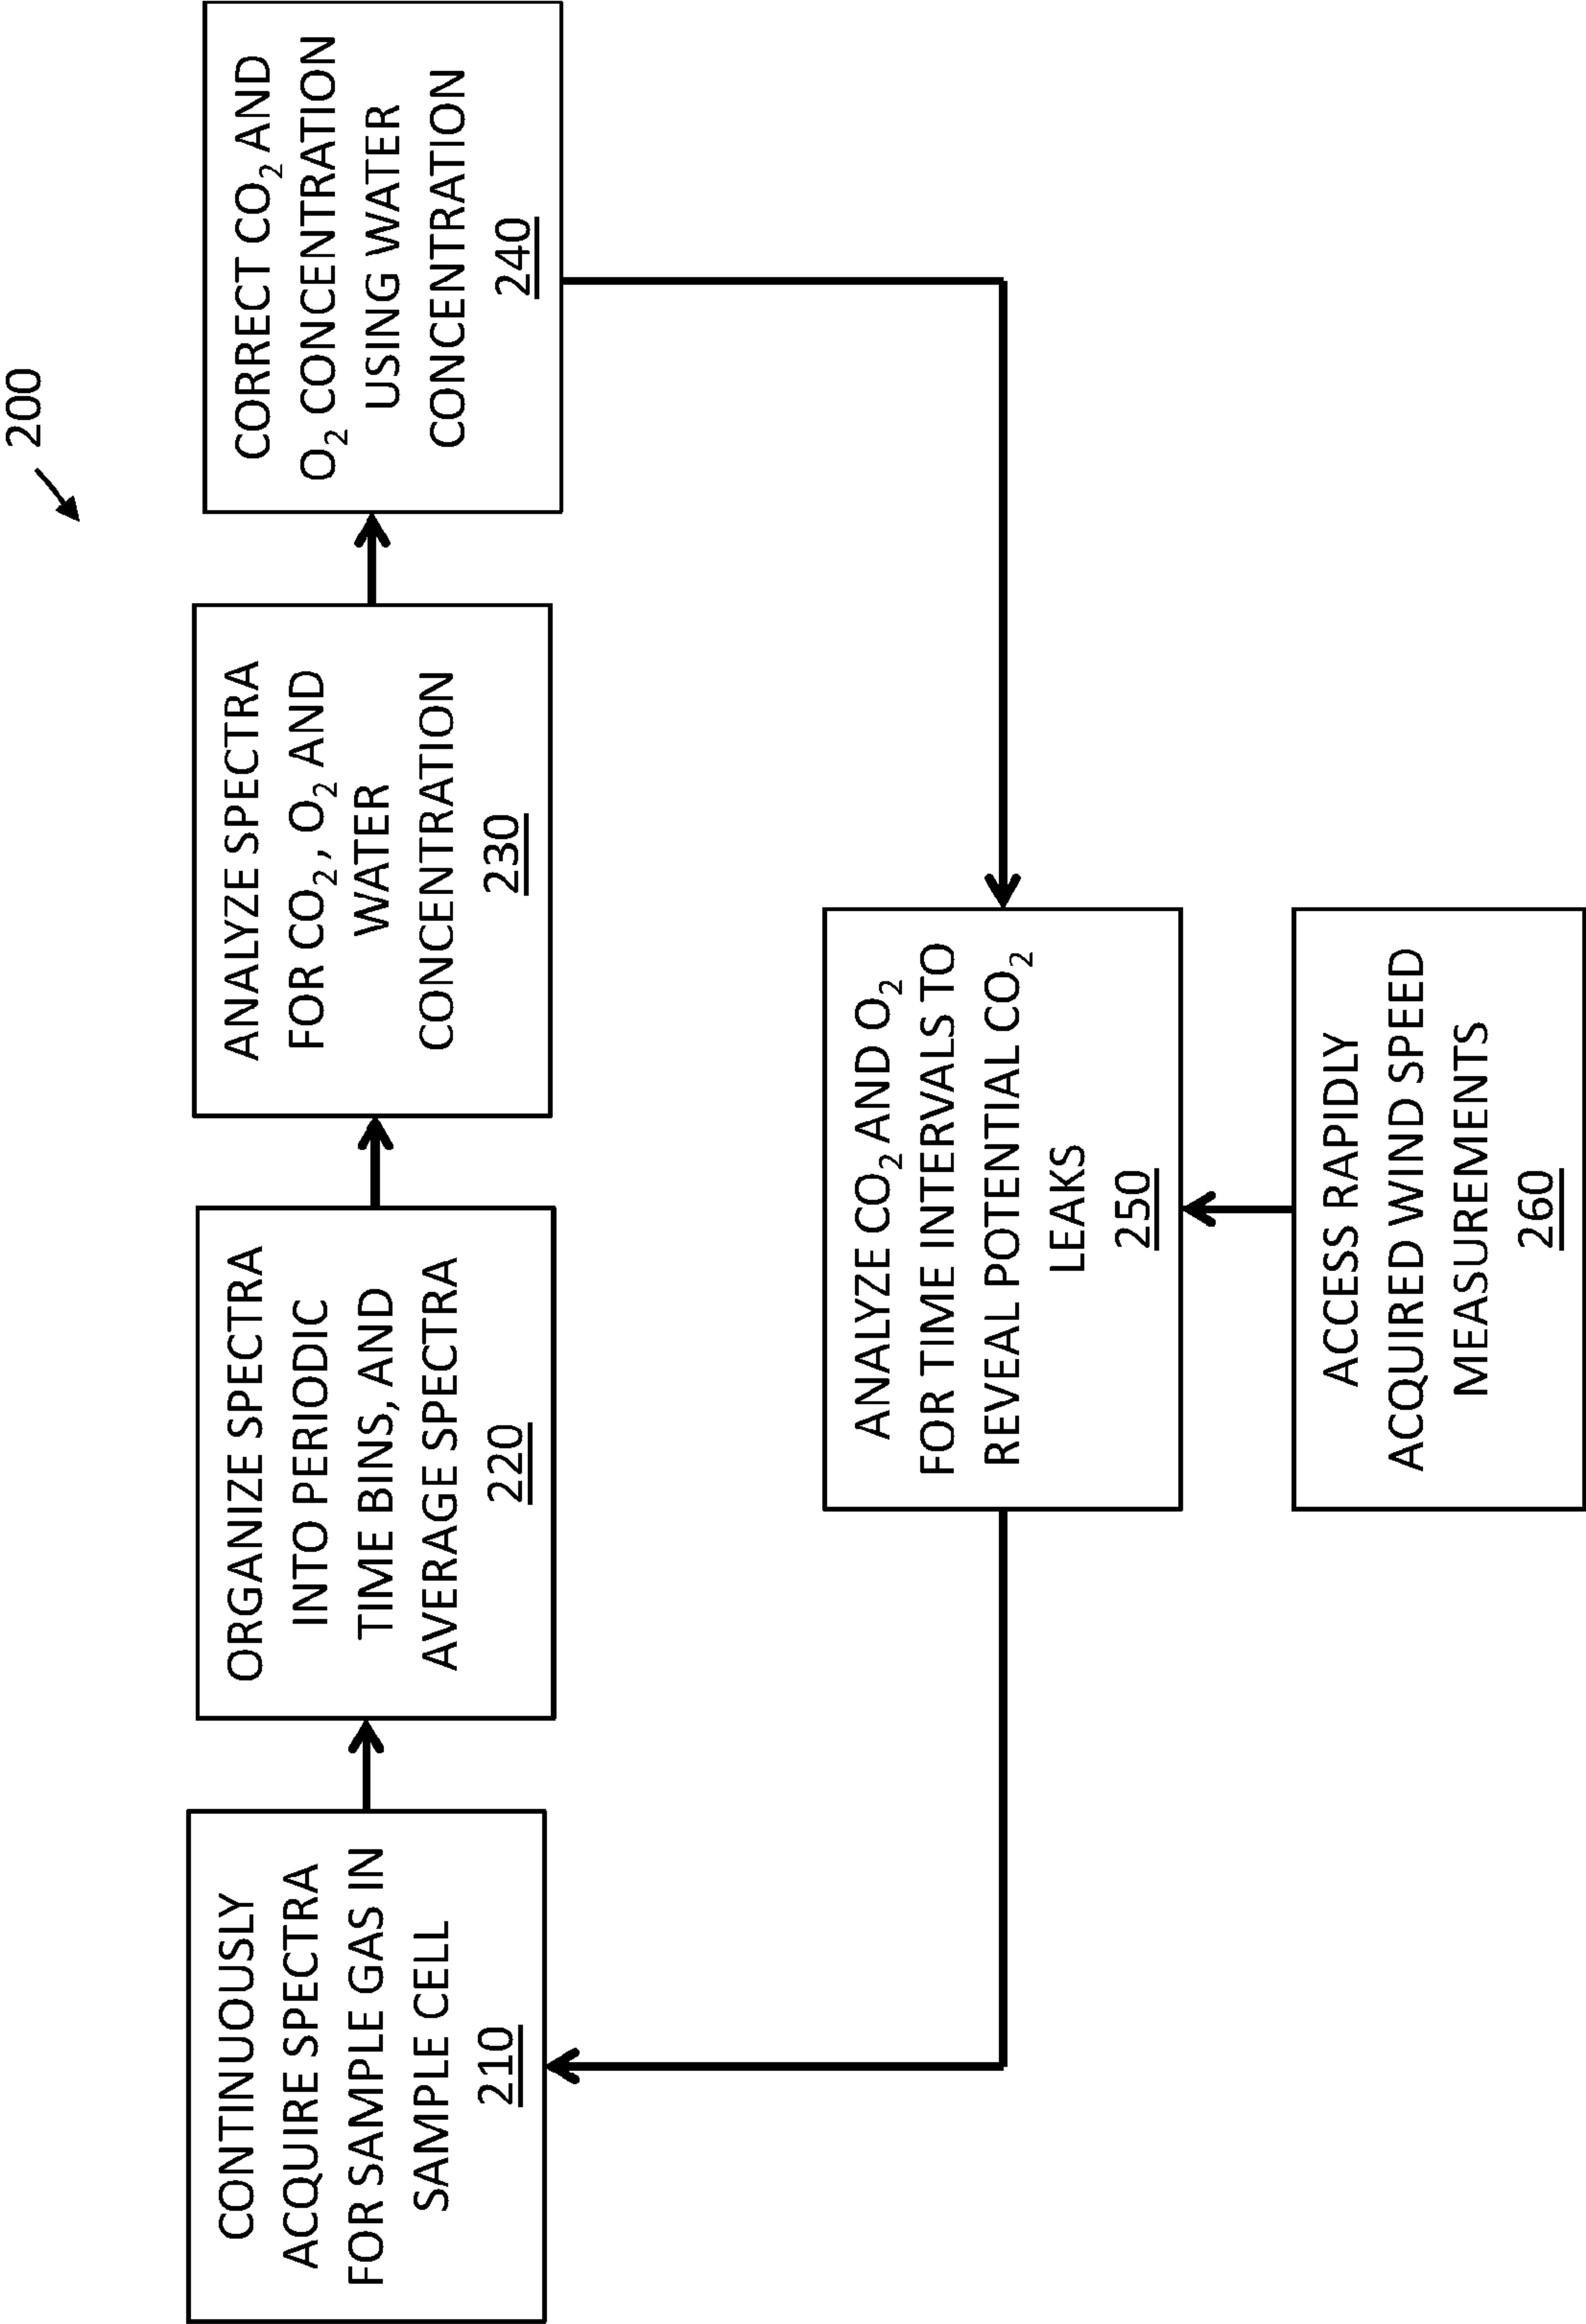 200
CONTINUOUSLY
ACQUIRE SPECTRA
FOR SAMPLE GAS IN
SAMPLE CELL
210
ORGANIZE SPECTRA
INTO PERIODIC
TIME BINS, AND
AVERAGE SPECTRA
220
ANALYZE SPECTRA
FOR CO₂, O₂ AND
WATER
CONCENTRATION
230
CORRECT CO₂ AND
O₂ CONCENTRATION
USING WATER
CONCENTRATION
240
ANALYZE CO₂ AND O₂
FOR TIME INTERVALS TO
REVEAL POTENTIAL CO₂
LEAKS
250
ACCESS RAPIDLY
ACQUIRED WIND SPEED
MEASUREMENTS
260